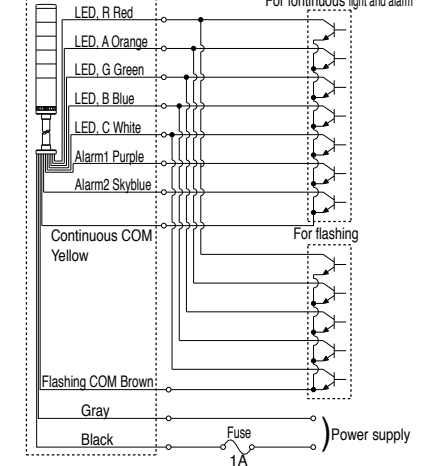 For fontinuous light and alarm
LED, R Red
LED, A Orange
LED, G Green
LED, B Blue
LED, C White
Alarm1 Purple
Alarm2 Skyblue
Continuous COM
Yellow
For flashing
Flashing COM Brown
Gray
Black
Fuse
1A
Power supply